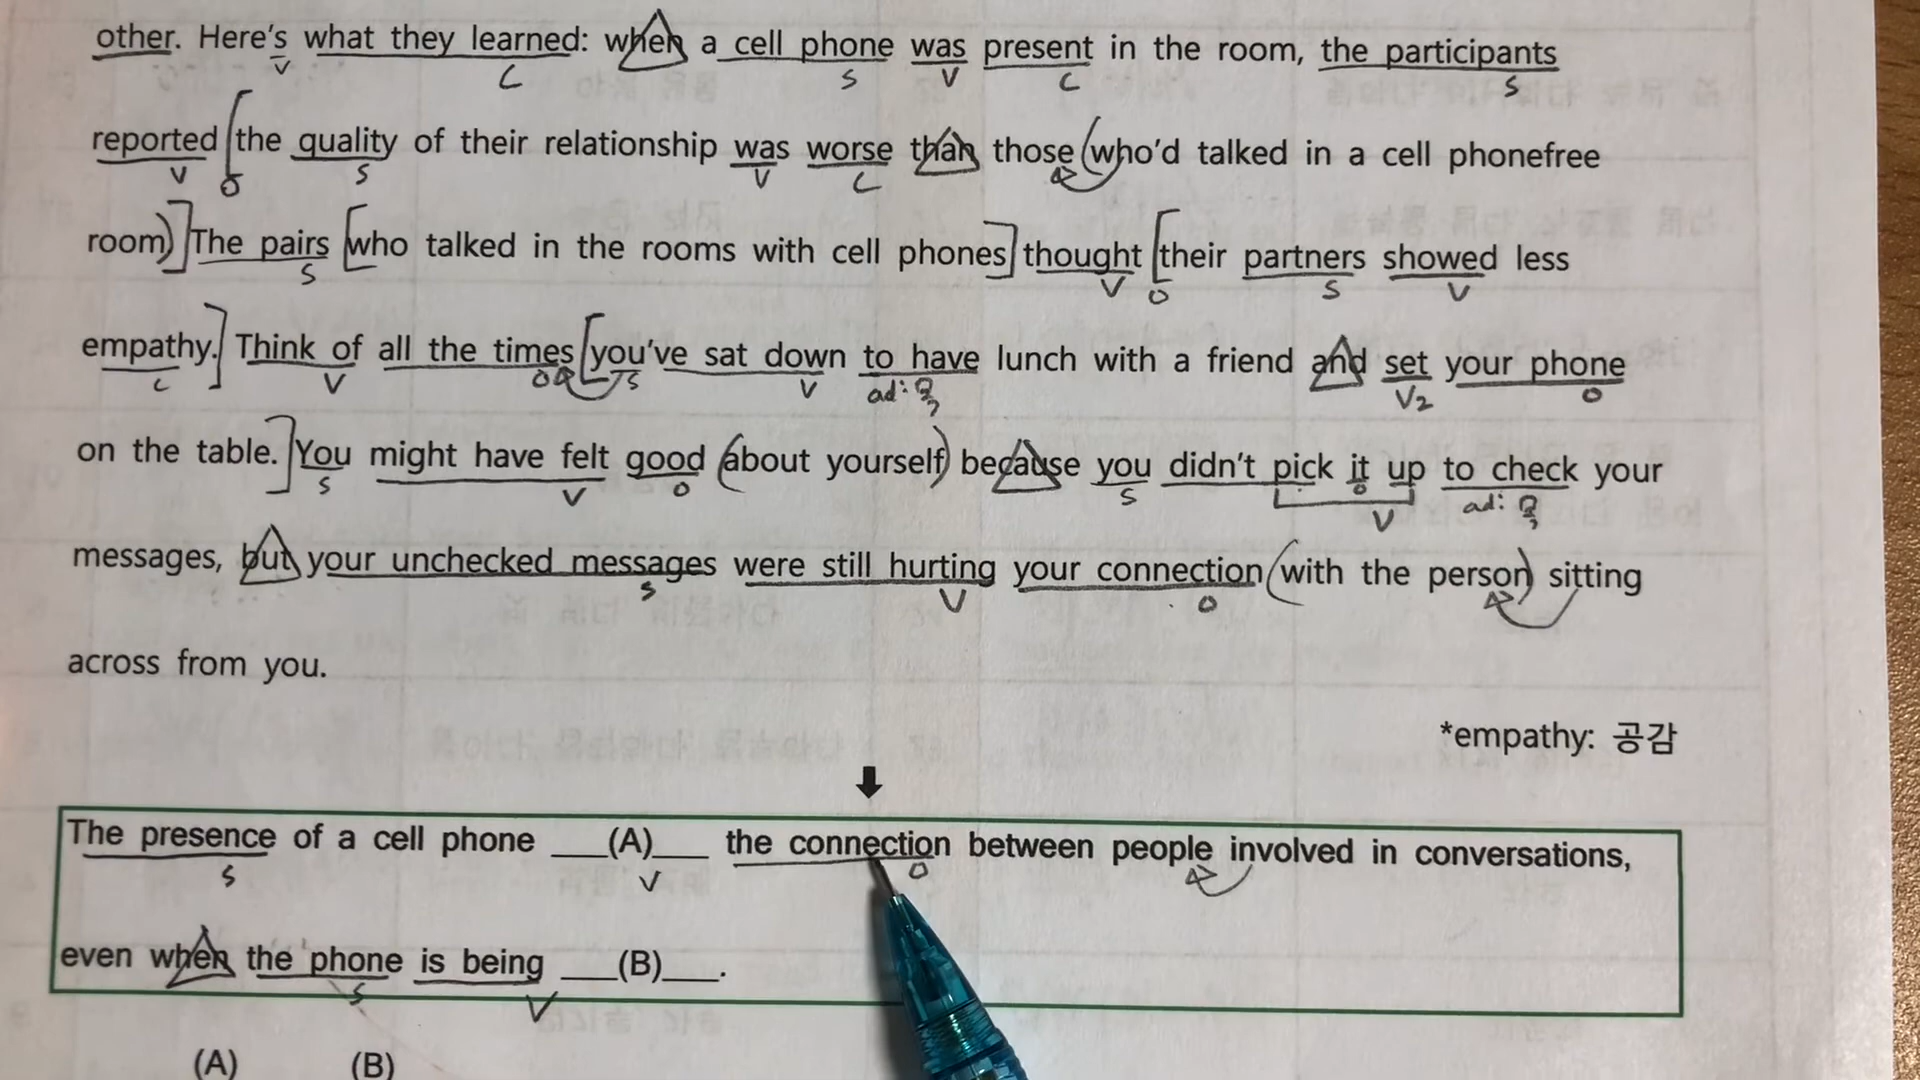 other. Here's what they learned: when a cell phone was present in the room, the participants
V C S V C S
reported the quality of their relationship was worse than those who'd talked in a cell phonefree
V O S V C
room) The pairs who talked in the rooms with cell phones thought their partners showed less
S V O S V
empathy. Think of all the times you've sat down to have lunch with a friend and set your phone
C V O S V ad: V2 O
on the table. You might have felt good (about yourself) because you didn't pick it up to check your
S V O S O V ad:
messages, but your unchecked messages were still hurting your connection (with the person) sitting
S V O
across from you.
*empathy: 공감
The presence of a cell phone ___(A)___ the connection between people involved in conversations,
S V O
even when the phone is being ___(B)___.
S V
(A) (B)